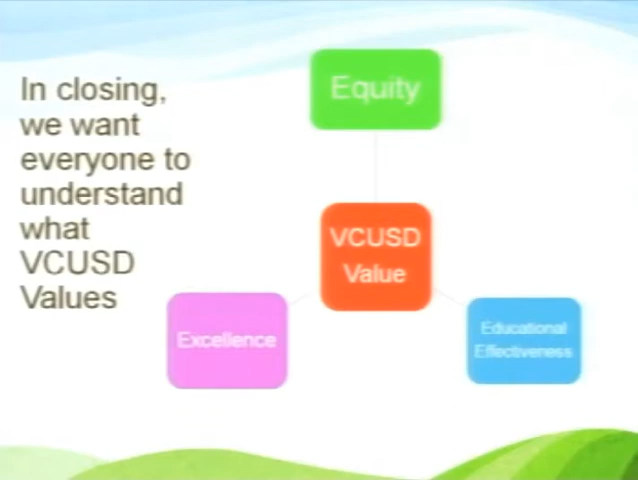 In closing,
we want
everyone to
understand
what
VCUSD
Values
Equity
VCUSD
Value
Excellence
Educational
Effectiveness